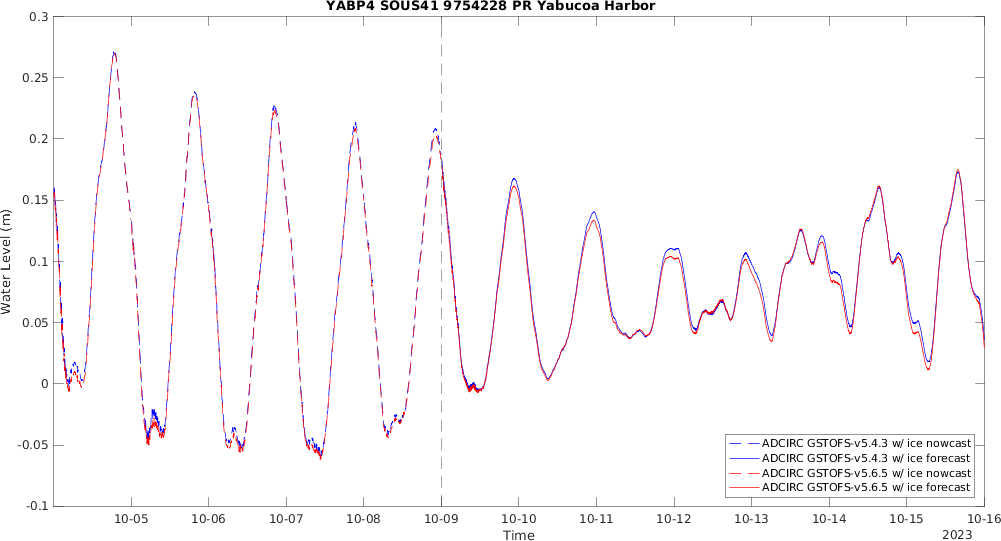 YABP4 SOUS41 9754228 PR Yabucoa Harbor
0.3
0.25
0.2
0.15
0.1
0.05
0
-0.05
-0.1
Water Level (m)
10-05 10-06 10-07 10-08 10-09 10-10 10-11 10-12 10-13 10-14 10-15 10-16
Time
2023
ADCIRC GSTOFS-v5.4.3 w/ ice nowcast
ADCIRC GSTOFS-v5.4.3 w/ ice forecast
ADCIRC GSTOFS-v5.6.5 w/ ice nowcast
ADCIRC GSTOFS-v5.6.5 w/ ice forecast